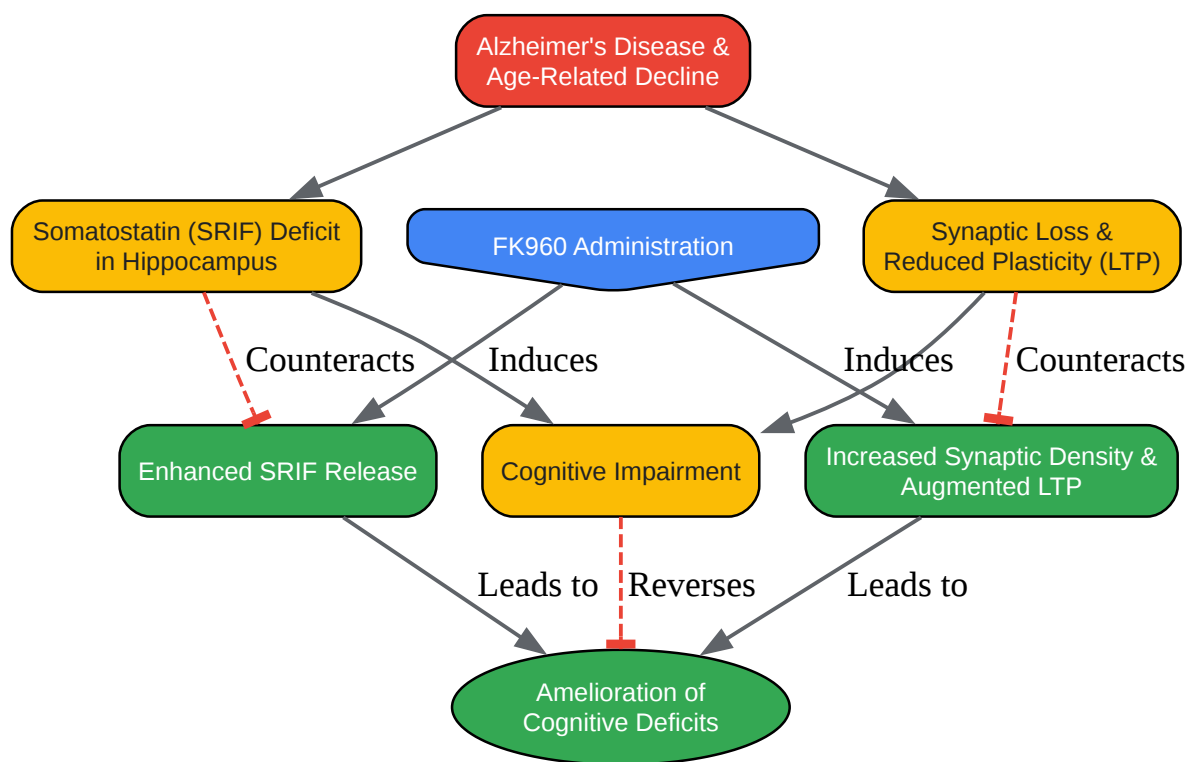 Alzheimer's Disease &
Age-Related Decline
Somatostatin (SRIF) Deficit
in Hippocampus
FK960 Administration
Synaptic Loss &
Reduced Plasticity (LTP)
Counteracts
Induces
Induces
Counteracts
Enhanced SRIF Release
Cognitive Impairment
Increased Synaptic Density &
Augmented LTP
Leads to
Reverses
Leads to
Amelioration of
Cognitive Deficits